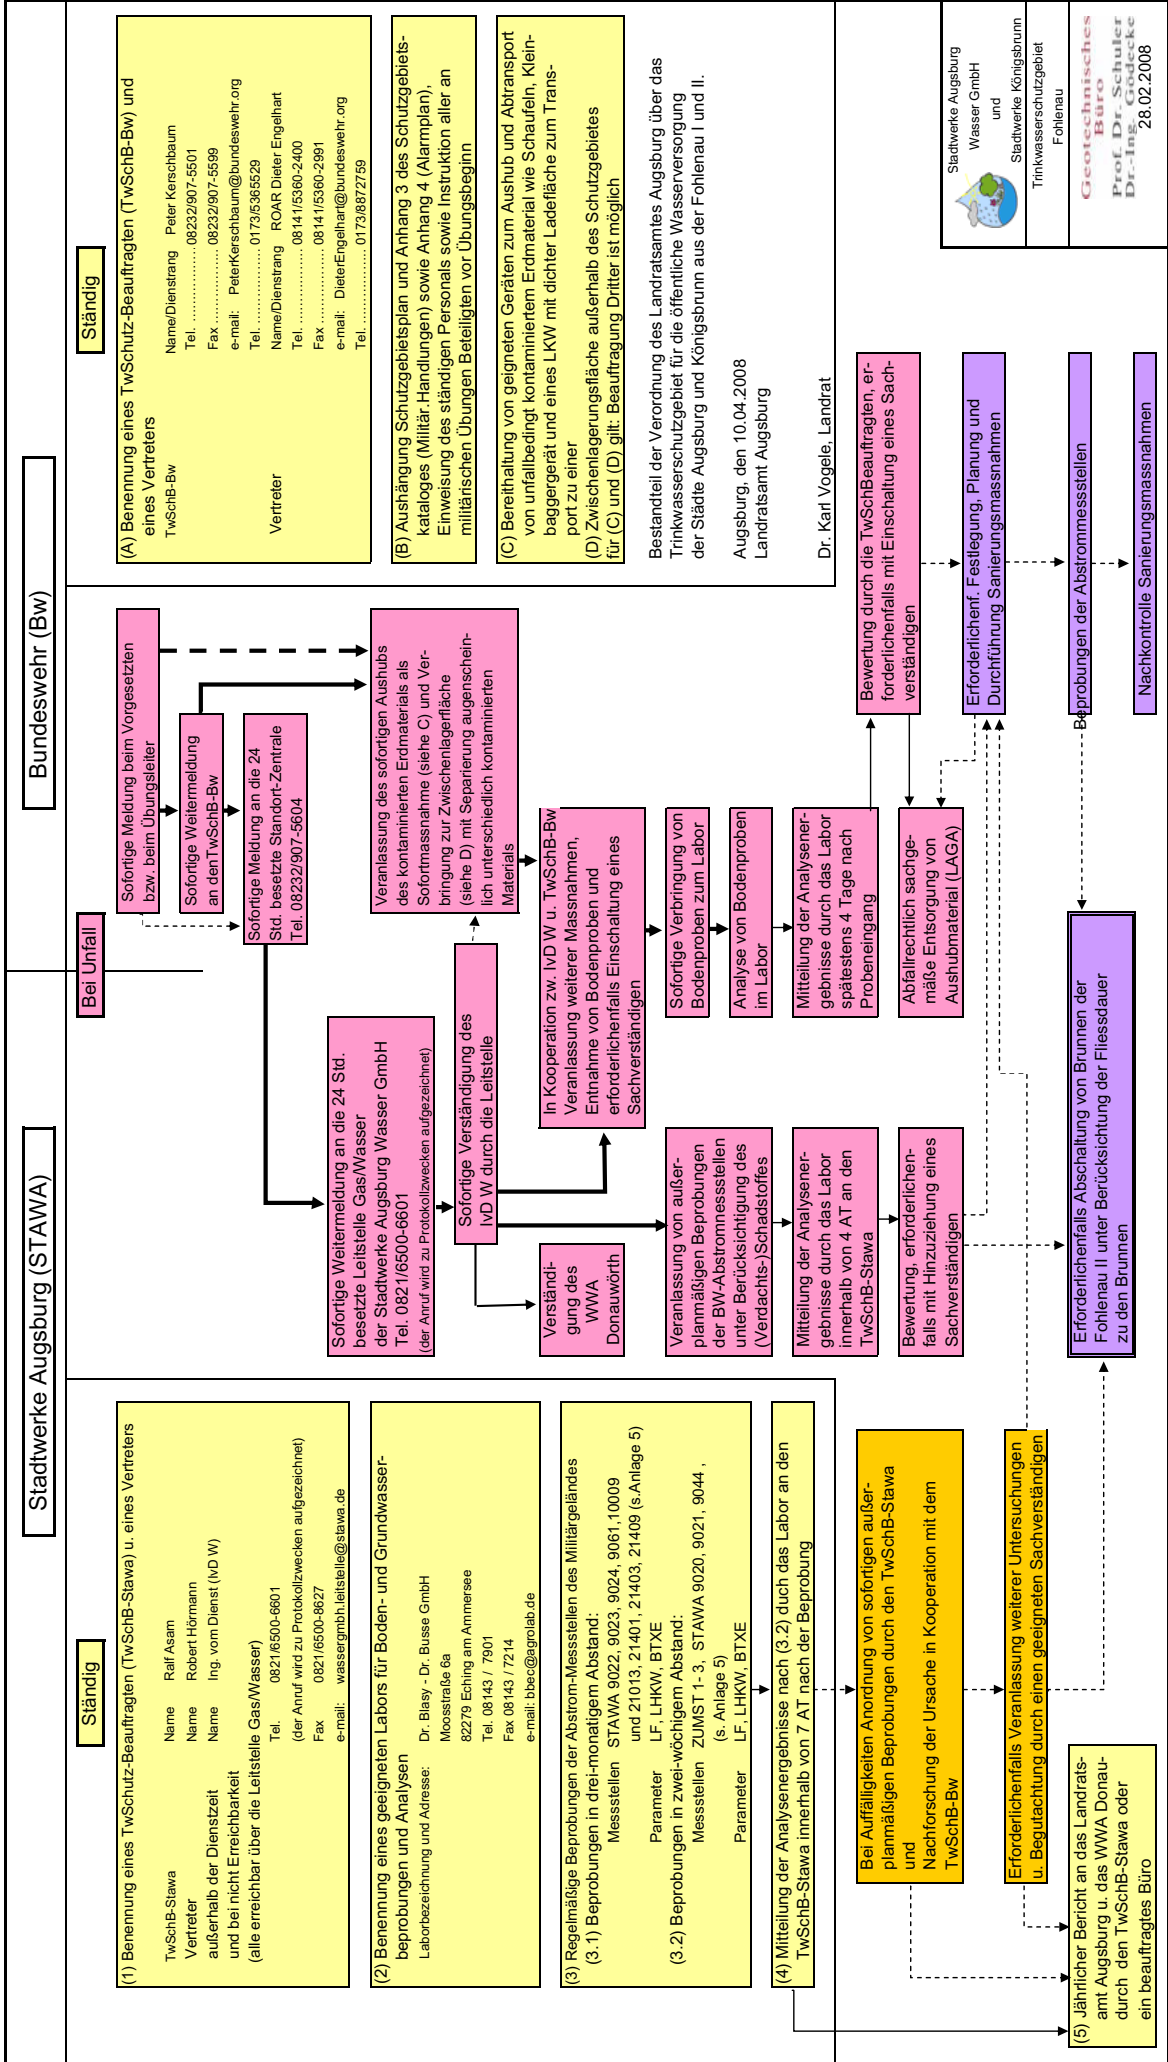 Stadtwerke Augsburg (STAWA)
Bundeswehr (Bw)
Ständig
(1) Benennung eines TwSchutz-Beauftragten (TwSchB-Stawa) u. eines Vertreters
TwSchB-Stawa Name Ralf Asam
Vertreter Name Robert Hörmann
außerhalb der Dienstzeit Name Ing. vom Dienst (IvD W)
und bei nicht Erreichbarkeit
(alle erreichbar über die Leitstelle Gas/Wasser)
Tel. 0821/6500-6601
(der Anruf wird zu Protokollzwecken aufgezeichnet)
Fax 0821/6500-8627
e-mail: wassergmbh.leitstelle@stawa.de
(2) Benennung eines geeigneten Labors für Boden- und Grundwasser-
beprobungen und Analysen
Laborbezeichnung und Adresse: Dr. Blasy - Dr. Busse GmbH
Moosstraße 6a
82279 Eching am Ammersee
Tel. 08143 / 7901
Fax 08143 / 7214
e-mail: bbec@agrolab.de
(3) Regelmäßige Beprobungen der Abstrom-Messstellen des Militärgeländes
(3.1) Beprobungen in drei-monatigem Abstand:
Messstellen STAWA 9022, 9023, 9024, 9061,10009
und 21013, 21401, 21403, 21409 (s.Anlage 5)
Parameter LF, LHKW, BTXE
(3.2) Beprobungen in zwei-wöchigem Abstand:
Messstellen ZUMST 1- 3, STAWA 9020, 9021, 9044 ,
(s. Anlage 5)
Parameter LF, LHKW, BTXE
(4) Mitteilung der Analysenergebnisse nach (3.2) duch das Labor an den
TwSchB-Stawa innerhalb von 7 AT nach der Beprobung
Bei Auffälligkeiten Anordnung von sofortigen außer-
planmäßigen Beprobungen durch den TwSchB-Stawa
und
Nachforschung der Ursache in Kooperation mit dem
TwSchB-Bw
Erforderlichenfalls Veranlassung weiterer Untersuchungen
u. Begutachtung durch einen geeigneten Sachverständigen
(5) Jährlicher Bericht an das Landrats-
amt Augsburg u. das WWA Donau-
durch den TwSchB-Stawa oder
ein beauftragtes Büro
Bei Unfall
Sofortige Meldung beim Vorgesetzten
bzw. beim Übungsleiter
Sofortige Weitermeldung
an denTwSchB-Bw
Sofortige Meldung an die 24
Std. besetzte Standort-Zentrale
Tel. 08232/907-5604
Sofortige Weitermeldung an die 24 Std.
besetzte Leitstelle Gas/Wasser
der Stadtwerke Augsburg Wasser GmbH
Tel. 0821/6500-6601
(der Anruf wird zu Protokollzwecken aufgezeichnet)
Veranlassung des sofortigen Aushubs
des kontaminierten Erdmaterials als
Sofortmassnahme (siehe C) und Ver-
bringung zur Zwischenlagerfläche
(siehe D) mit Separierung augenschein-
lich unterschiedlich kontaminierten
Materials
Sofortige Verständigung des
IvD W durch die Leitstelle
Verständi-
gung des
WWA
Donauwörth
In Kooperation zw. IvD W u. TwSchB-Bw
Veranlassung weiterer Massnahmen,
Entnahme von Bodenproben und
erforderlichenfalls Einschaltung eines
Sachverständigen
Veranlassung von außer-
planmäßigen Beprobungen
der BW-Abstromnessstellen
unter Berücksichtigung des
(Verdachts-)Schadstoffes
Sofortige Verbringung von
Bodenproben zum Labor
Analyse von Bodenproben
im Labor
Mitteilung der Analysener-
gebnisse durch das Labor
innerhalb von 4 AT an den
TwSchB-Stawa
Mitteilung der Analysener-
gebnisse durch das Labor
spätestens 4 Tage nach
Probeneingang
Bewertung, erforderlichen-
falls mit Hinzuziehung eines
Sachverständigen
Abfallrechtlich sachge-
mäße Entsorgung von
Aushubmaterial (LAGA)
Bewertung durch die TwSchBeauftragten, er-
forderlichenfalls mit Einschaltung eines Sach-
verständigen
Erforderlichenf. Festlegung, Planung und
Durchführung Sanierungsmassnahmen
Beprobungen der Abstrommessstellen
Nachkontrolle Sanierungsmassnahmen
Erforderlichenfalls Abschaltung von Brunnen der
Fohlenau II unter Berücksichtung der Fliessdauer
zu den Brunnen
Ständig
(A) Benennung eines TwSchutz-Beauftragten (TwSchB-Bw) und
eines Vertreters
TwSchB-Bw Name/Dienstrang Peter Kerschbaum
Tel. .................. 08232/907-5501
Fax .................. 08232/907-5599
e-mail: PeterKerschbaum@bundeswehr.org
Tel. .................. 0173/5365529
Vertreter Name/Dienstrang ROAR Dieter Engelhart
Tel. .................. 08141/5360-2400
Fax .................. 08141/5360-2991
e-mail: DieterEngelhart@bundeswehr.org
Tel. .................. 0173/8872759
(B) Aushängung Schutzgebietsplan und Anhang 3 des Schutzgebiets-
kataloges (Militär.Handlungen) sowie Anhang 4 (Alarmplan),
Einweisung des ständigen Personals sowie Instruktion aller an
militärischen Übungen Beteiligten vor Übungsbeginn
(C) Bereithaltung von geigneten Geräten zum Aushub und Abtransport
von unfallbedingt kontaminiertem Erdmaterial wie Schaufeln, Klein-
baggergerät und eines LKW mit dichter Ladefläche zum Trans-
port zu einer
(D) Zwischenlagerungsfläche außerhalb des Schutzgebietes
für (C) und (D) gilt: Beauftragung Dritter ist möglich
Bestandteil der Verordnung des Landratsamtes Augsburg über das
Trinkwasserschutzgebiet für die öffentliche Wasserversorgung
der Städte Augsburg und Königsbrunn aus der Fohlenau I und II.
Augsburg, den 10.04.2008
Landratsamt Augsburg
Dr. Karl Vogele, Landrat
Stadtwerke Augsburg
Wasser GmbH
und
Stadtwerke Königsbrunn
Trinkwasserschutzgebiet
Fohlenau
Geotechnisches
Büro
Prof. Dr. Schuler
Dr.-Ing. Gödecke
28.02.2008